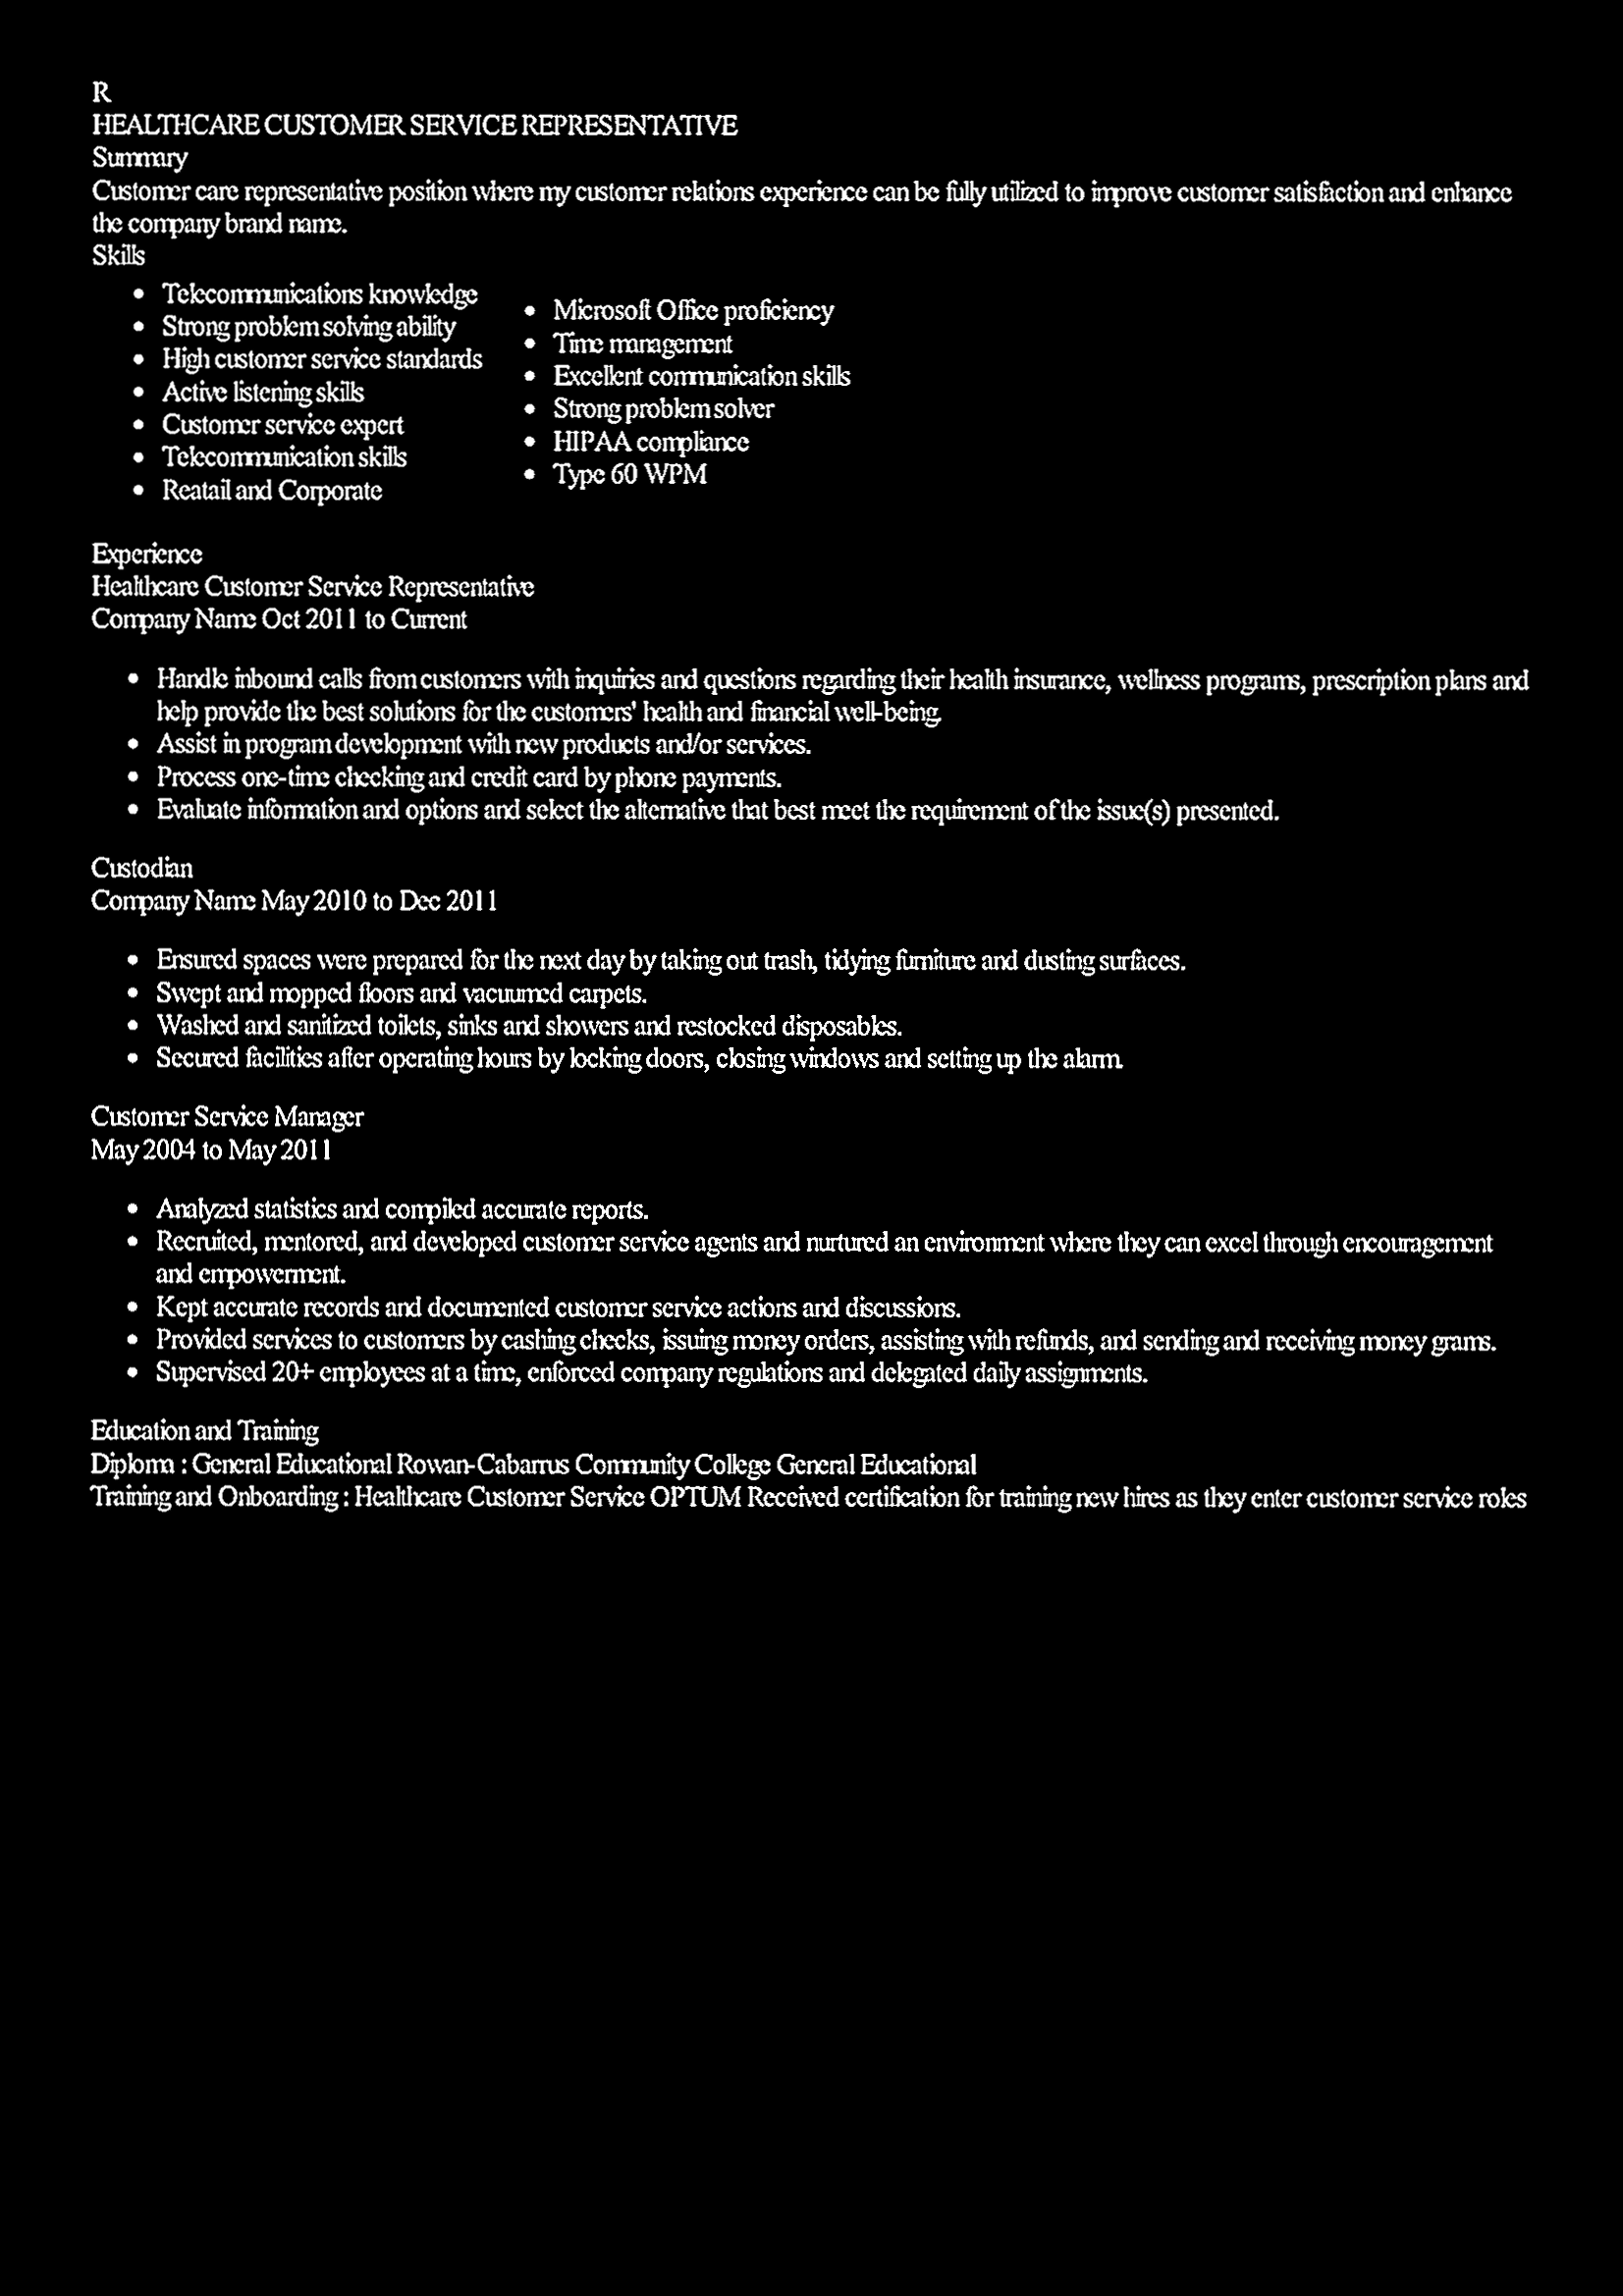 R
HEALTHCARE CUSTOMER SERVICE REPRESENTATIVE
Summary
Customer care representative position where my customer relations experience can be fully utilized to improve customer satisfaction and enhance
the company brand name.
Skills
• Telecommunications knowledge
• Strong problem solving ability
• High customer service standards
• Active listening skills
• Customer service expert
• Telecommunication skills
• Reatail and Corporate
• Microsoft Office proficiency
• Time management
• Excellent communication skills
• Strong problem solver
• HIPAA compliance
• Type 60 WPM
Experience
Healthcare Customer Service Representative
Company Name Oct 2011 to Current
• Handle inbound calls from customers with inquiries and questions regarding their health insurance, wellness programs, prescription plans and
help provide the best solutions for the customers' health and financial well-being.
• Assist in program development with new products and/or services.
• Process one-time checking and credit card by phone payments.
• Evaluate information and options and select the alternative that best meet the requirement of the issue(s) presented.
Custodian
Company Name May 2010 to Dec 2011
• Ensured spaces were prepared for the next day by taking out trash, tidying furniture and dusting surfaces.
• Swept and mopped floors and vacuumed carpets.
• Washed and sanitized toilets, sinks and showers and restocked disposables.
• Secured facilities after operating hours by locking doors, closing windows and setting up the alarm.
Customer Service Manager
May 2004 to May 2011
• Analyzed statistics and compiled accurate reports.
• Recruited, mentored, and developed customer service agents and nurtured an environment where they can excel through encouragement
and empowerment.
• Kept accurate records and documented customer service actions and discussions.
• Provided services to customers by cashing checks, issuing money orders, assisting with refunds, and sending and receiving money grams.
• Supervised 20+ employees at a time, enforced company regulations and delegated daily assignments.
Education and Training
Diploma : General Educational Rowan-Cabarrus Community College General Educational
Training and Onboarding : Healthcare Customer Service OPTUM Received certification for training new hires as they enter customer service roles